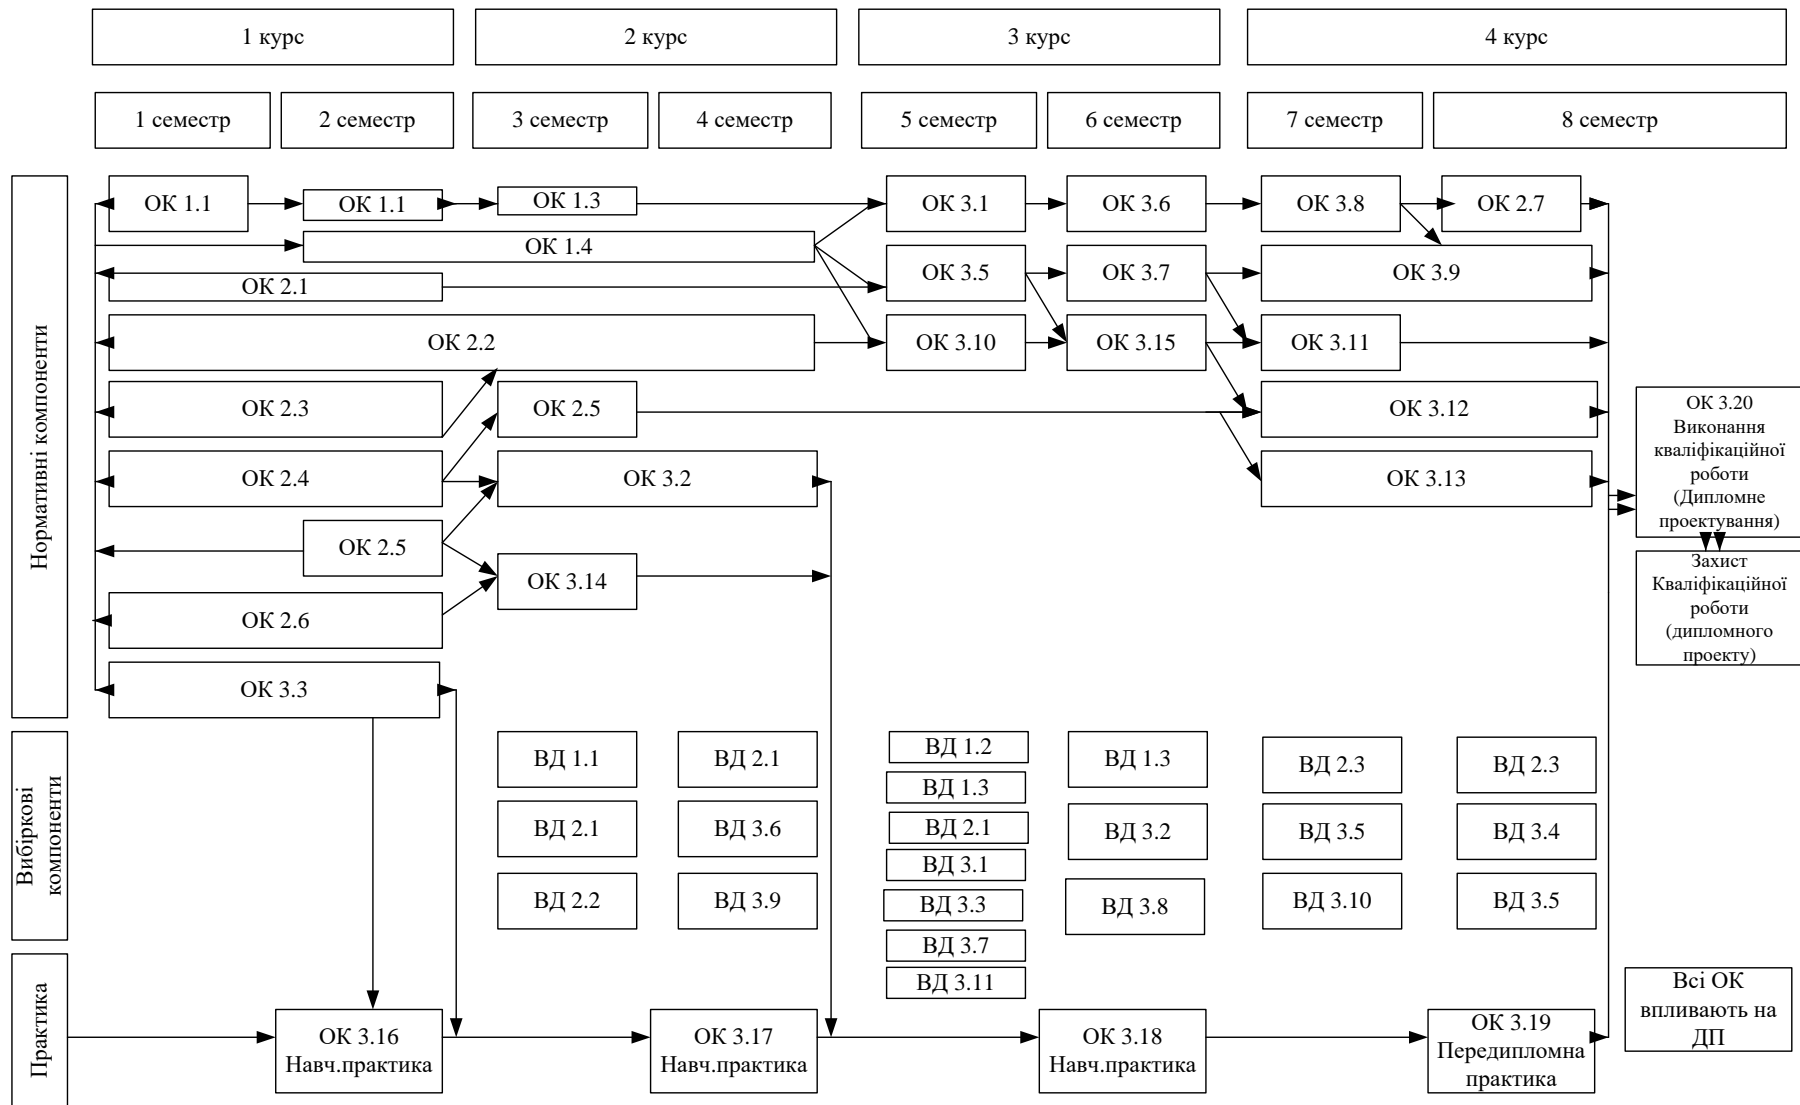 1 курс
2 курс
3 курс
4 курс
1 семестр
2 семестр
3 семестр
4 семестр
5 семестр
6 семестр
7 семестр
8 семестр
Нормативні компоненти
ОК 1.1
ОК 1.1
ОК 1.3
ОК 3.1
ОК 3.6
ОК 3.8
ОК 2.7
ОК 1.4
ОК 2.1
ОК 3.5
ОК 3.7
ОК 3.9
ОК 2.2
ОК 3.10
ОК 3.15
ОК 3.11
ОК 2.3
ОК 2.5
ОК 3.12
ОК 2.4
ОК 3.2
ОК 3.13
ОК 2.5
ОК 3.14
ОК 2.6
ОК 3.3
ОК 3.20
Виконання
кваліфікаційної
роботи
(Дипломне
проектування)
Захист
Кваліфікаційної
роботи
(дипломного
проекту)
Вибіркові
компоненти
ВД 1.1
ВД 2.1
ВД 2.2
ВД 2.1
ВД 3.6
ВД 3.9
ВД 1.2
ВД 1.3
ВД 2.1
ВД 3.1
ВД 3.3
ВД 3.7
ВД 3.11
ВД 1.3
ВД 3.2
ВД 3.8
ВД 2.3
ВД 3.5
ВД 3.10
ВД 2.3
ВД 3.4
ВД 3.5
Практика
ОК 3.16
Навч.практика
ОК 3.17
Навч.практика
ОК 3.18
Навч.практика
ОК 3.19
Передипломна
практика
Всі ОК
впливають на
ДП